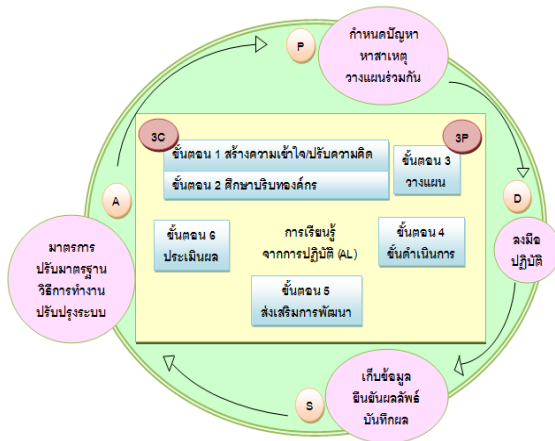 P
กำหนดปัญหา
หาสาเหตุ
วางแผนร่วมกัน
3C
3P
ขั้นตอน 1 สร้างความเข้าใจ/ปรับความคิด
ขั้นตอน 2 ศึกษาบริบทองค์กร
ขั้นตอน 3
วางแผน
A
D
มาตรการ
ปรับมาตรฐาน
วิธีการทำงาน
ปรับปรุงระบบ
ขั้นตอน 6
ประเมินผล
การเรียนรู้
จากการปฏิบัติ (AL)
ขั้นตอน 4
ขั้นดำเนินการ
ลงมือ
ปฏิบัติ
ขั้นตอน 5
ส่งเสริมการพัฒนา
S
เก็บข้อมูล
ยืนยันผลลัพธ์
บันทึกผล